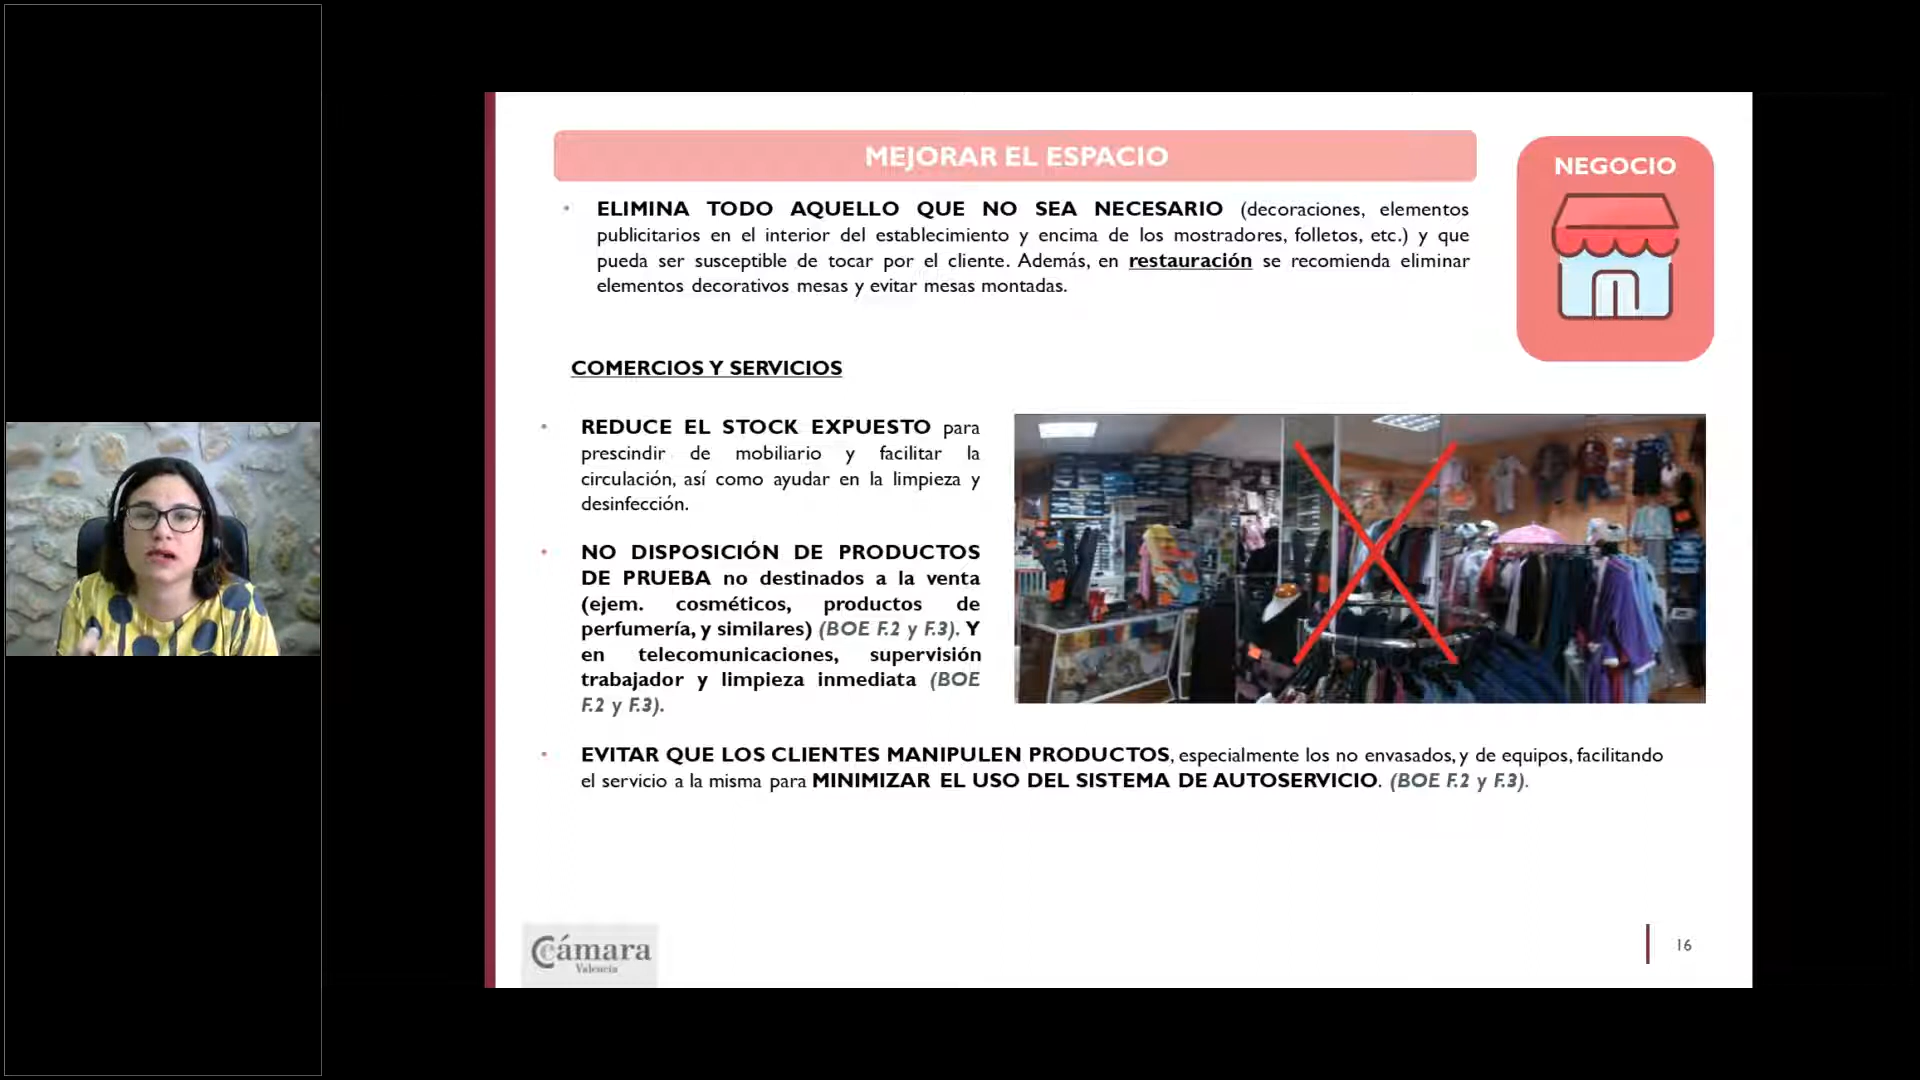 MEJORAR EL ESPACIO
NEGOCIO
• ELIMINA TODO AQUELLO QUE NO SEA NECESARIO (decoraciones, elementos
publicitarios en el interior del establecimiento y encima de los mostradores, folletos, etc.) y que
pueda ser susceptible de tocar por el cliente. Además, en restauración se recomienda eliminar
elementos decorativos mesas y evitar mesas montadas.
COMERCIOS Y SERVICIOS
• REDUCE EL STOCK EXPUESTO para
prescindir de mobiliario y facilitar la
circulación, así como ayudar en la limpieza y
desinfección.
• NO DISPOSICIÓN DE PRODUCTOS
DE PRUEBA no destinados a la venta
(ejem. cosméticos, productos de
perfumería, y similares) (BOE F.2 y F.3). Y
en telecomunicaciones, supervisión
trabajador y limpieza inmediata (BOE
F.2 y F.3).
• EVITAR QUE LOS CLIENTES MANIPULEN PRODUCTOS, especialmente los no envasados, y de equipos, facilitando
el servicio a la misma para MINIMIZAR EL USO DEL SISTEMA DE AUTOSERVICIO. (BOE F.2 y F.3).
Cámara
Valencia
16